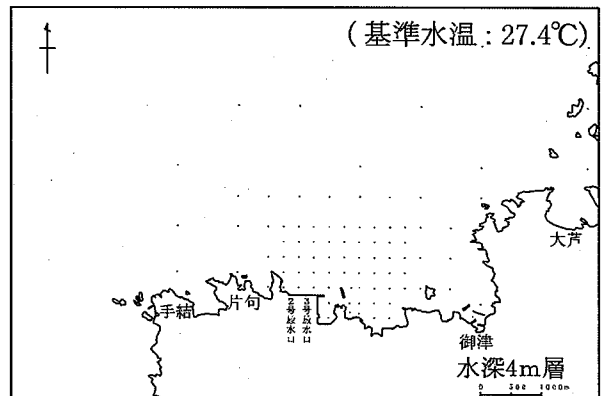 (基準水温:27.4℃)
大芦
手結
片句
2号放水口
3号放水口
御津
水深4m層
0 500 1000m